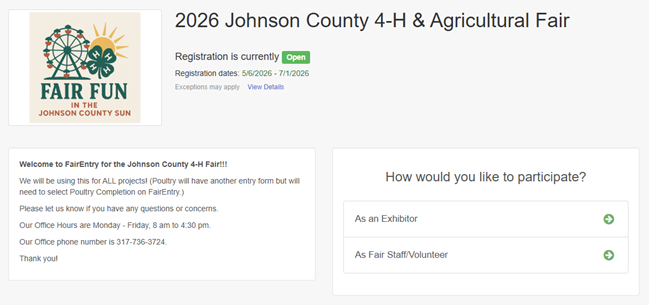 2026 Johnson County 4-H & Agricultural Fair
H H H H
FAIR FUN
IN THE
JOHNSON COUNTY SUN
Registration is currently Open
Registration dates: 5/6/2026 - 7/1/2026
Exceptions may apply View Details
Welcome to FairEntry for the Johnson County 4-H Fair!!!
We will be using this for ALL projects! (Poultry will have another entry form but will
need to select Poultry Completion on FairEntry.)
Please let us know if you have any questions or concerns.
Our Office Hours are Monday - Friday, 8 am to 4:30 pm.
Our Office phone number is 317-736-3724.
Thank you!
How would you like to participate?
As an Exhibitor
As Fair Staff/Volunteer